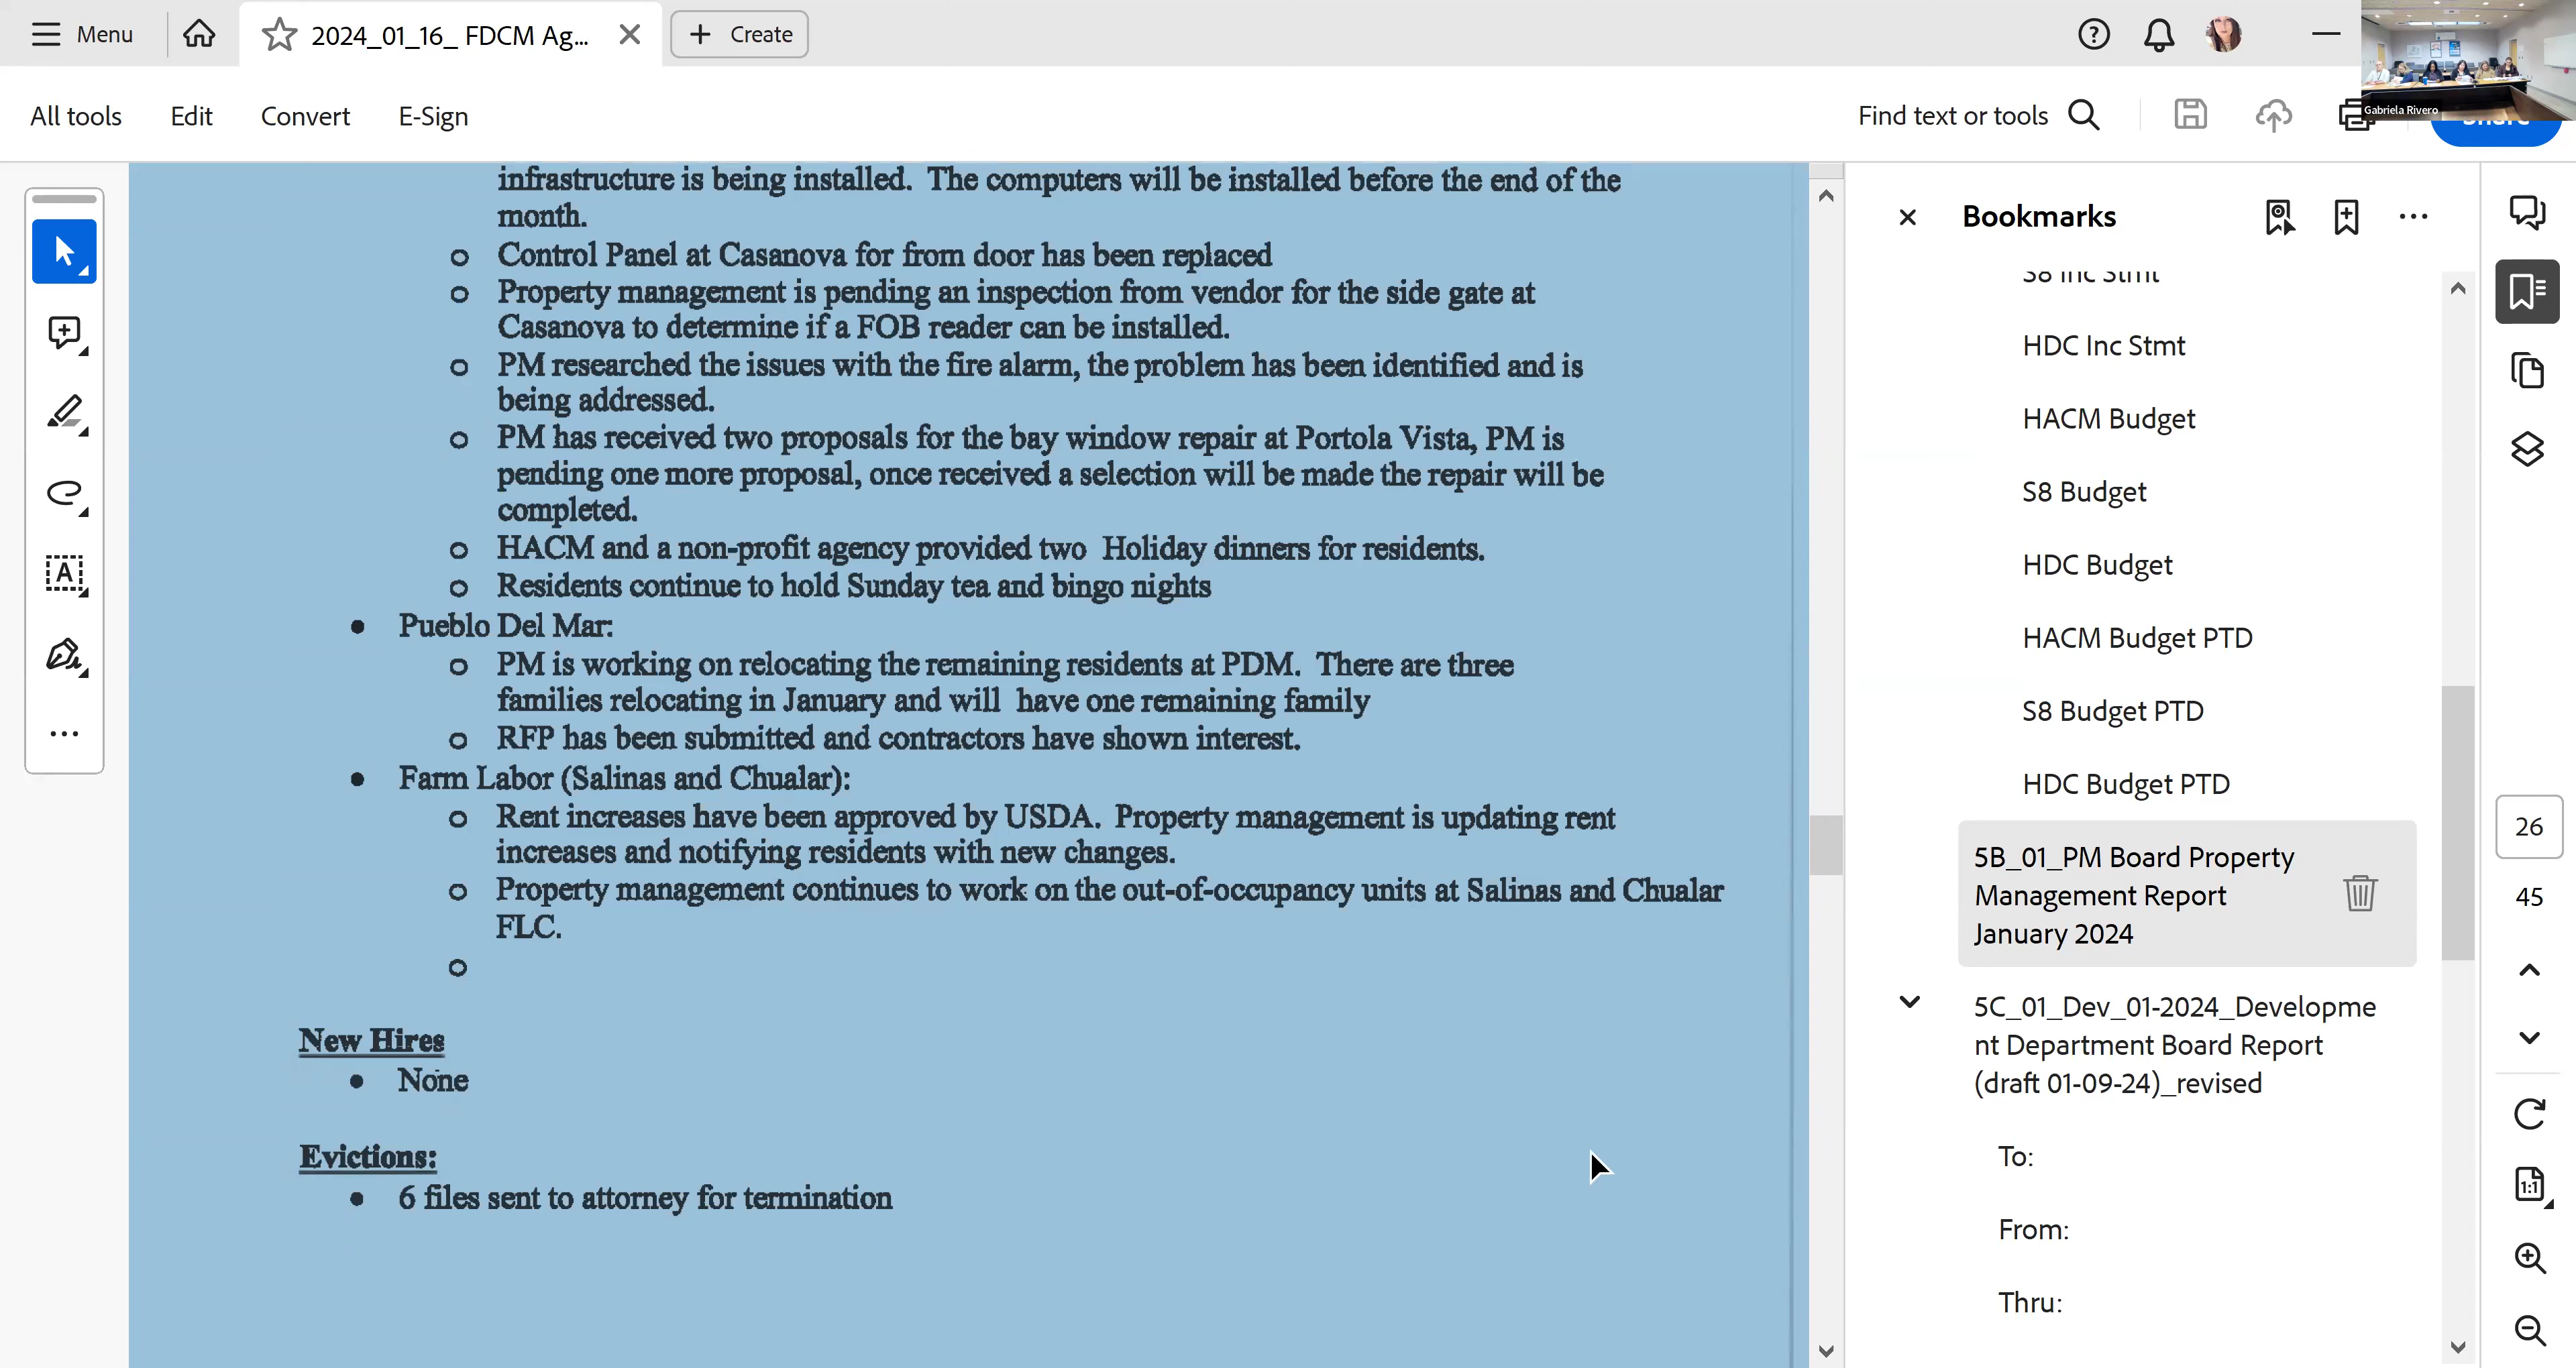 Menu
2024_01_16_ FDCM Ag...
Create
Gabriela Rivero
All tools
Edit
Convert
E-Sign
Find text or tools
Share
infrastructure is being installed.  The computers will be installed before the end of the
month.
o Control Panel at Casanova for from door has been replaced
o Property management is pending an inspection from vendor for the side gate at
Casanova to determine if a FOB reader can be installed.
o PM researched the issues with the fire alarm, the problem has been identified and is
being addressed.
o PM has received two proposals for the bay window repair at Portola Vista, PM is
pending one more proposal, once received a selection will be made the repair will be
completed.
o HACM and a non-profit agency provided two  Holiday dinners for residents.
o Residents continue to hold Sunday tea and bingo nights
• Pueblo Del Mar:
o PM is working on relocating the remaining residents at PDM.  There are three
families relocating in January and will  have one remaining family
o RFP has been submitted and contractors have shown interest.
• Farm Labor (Salinas and Chualar):
o Rent increases have been approved by USDA.  Property management is updating rent
increases and notifying residents with new changes.
o Property management continues to work on the out-of-occupancy units at Salinas and Chualar
FLC.
o
New Hires
• None
Evictions:
• 6 files sent to attorney for termination
Bookmarks
S8 Inc Stmt
HDC Inc Stmt
HACM Budget
S8 Budget
HDC Budget
HACM Budget PTD
S8 Budget PTD
HDC Budget PTD
5B_01_PM Board Property
Management Report
January 2024
5C_01_Dev_01-2024_Developme
nt Department Board Report
(draft 01-09-24)_revised
To:
From:
Thru:
26
45
1:1